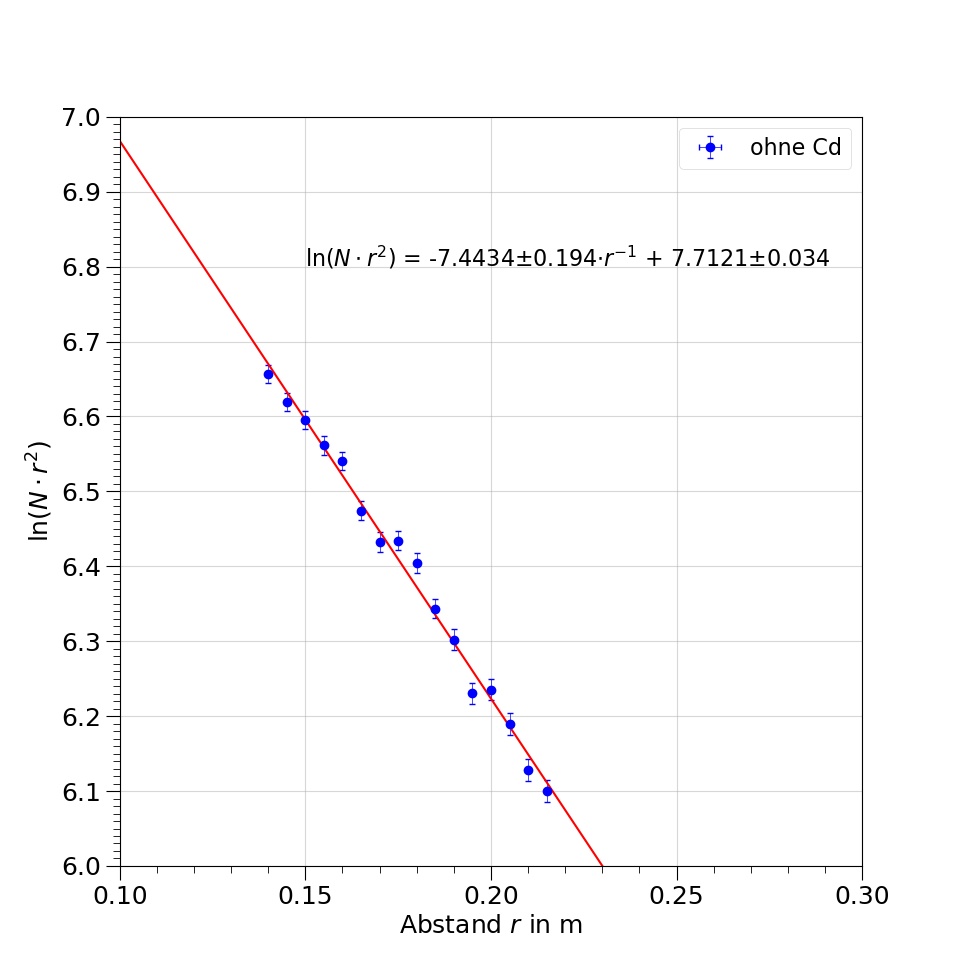 7.0
6.9
6.8
6.7
6.6
6.5
6.4
6.3
6.2
6.1
6.0
ln(N · r²)
ohne Cd
ln(N · r²) = -7.4434±0.194·r⁻¹ + 7.7121±0.034
0.10 0.15 0.20 0.25 0.30
Abstand r in m